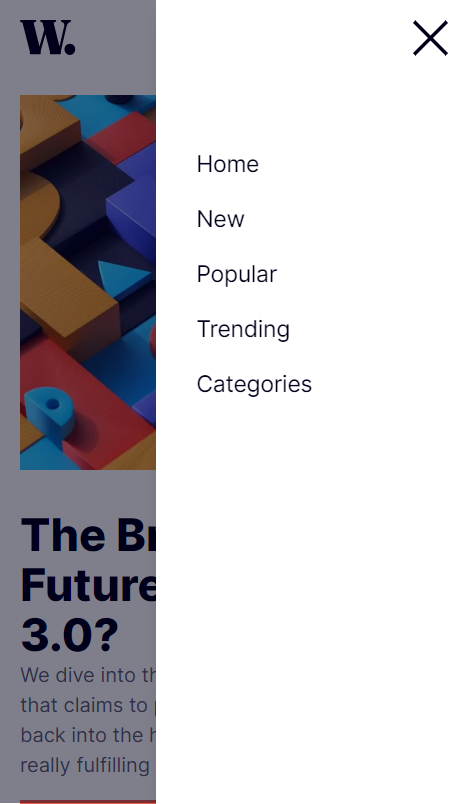 W.
Home
New
Popular
Trending
Categories
The Br
Future
3.0?
We dive into th
that claims to
back into the h
really fulfilling